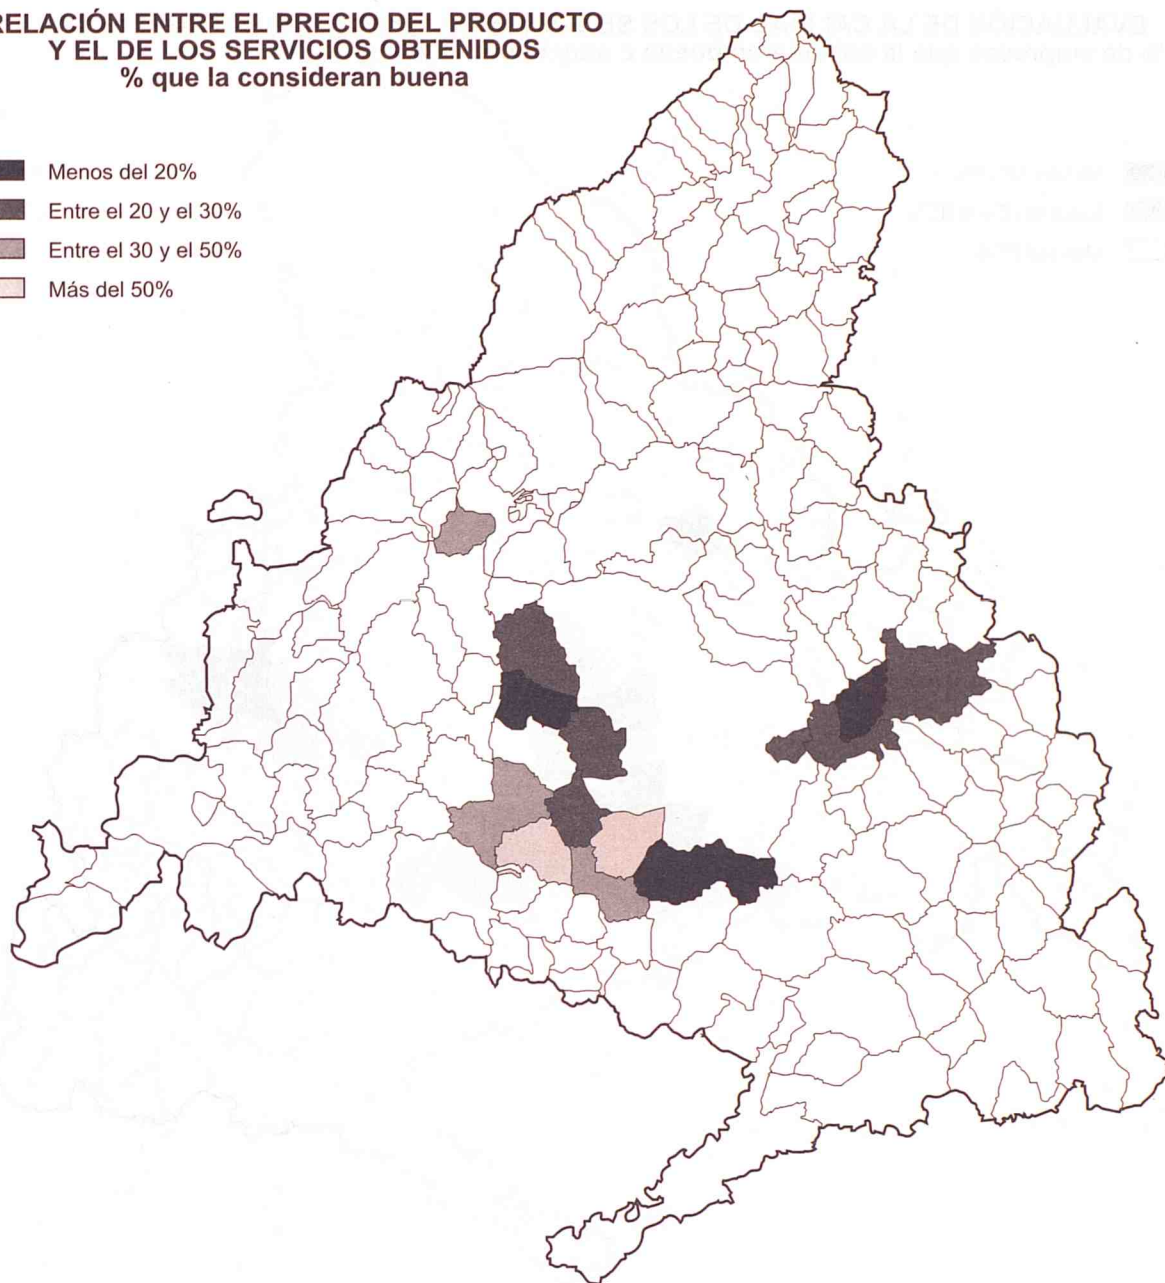 RELACIÓN ENTRE EL PRECIO DEL PRODUCTO
Y EL DE LOS SERVICIOS OBTENIDOS
% que la consideran buena
Menos del 20%
Entre el 20 y el 30%
Entre el 30 y el 50%
Más del 50%